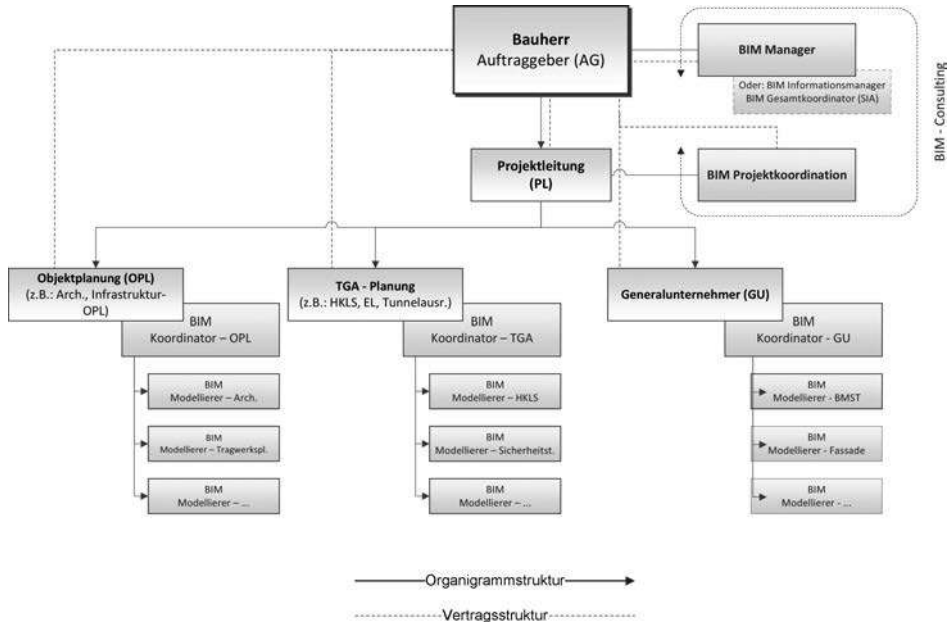 Bauherr
Auftraggeber (AG)
BIM Manager
Oder: BIM Informationsmanager
BIM Gesamtkoordinator (SIA)
BIM - Consulting
Projektleitung
(PL)
BIM Projektkoordination
Objektplanung (OPL)
(z.B.: Arch., Infrastruktur-
OPL)
BIM
Koordinator – OPL
BIM
Modellierer – Arch.
BIM
Modellierer – Tragwerkspl.
BIM
Modellierer – ...
TGA - Planung
(z.B.: HKLS, EL, Tunnelausr.)
BIM
Koordinator – TGA
BIM
Modellierer – HKLS
BIM
Modellierer – Sicherheitst.
BIM
Modellierer – ...
Generalunternehmer (GU)
BIM
Koordinator - GU
BIM
Modellierer - BMST
BIM
Modellierer - Fassade
BIM
Modellierer - ...
Organigrammstruktur
Vertragsstruktur